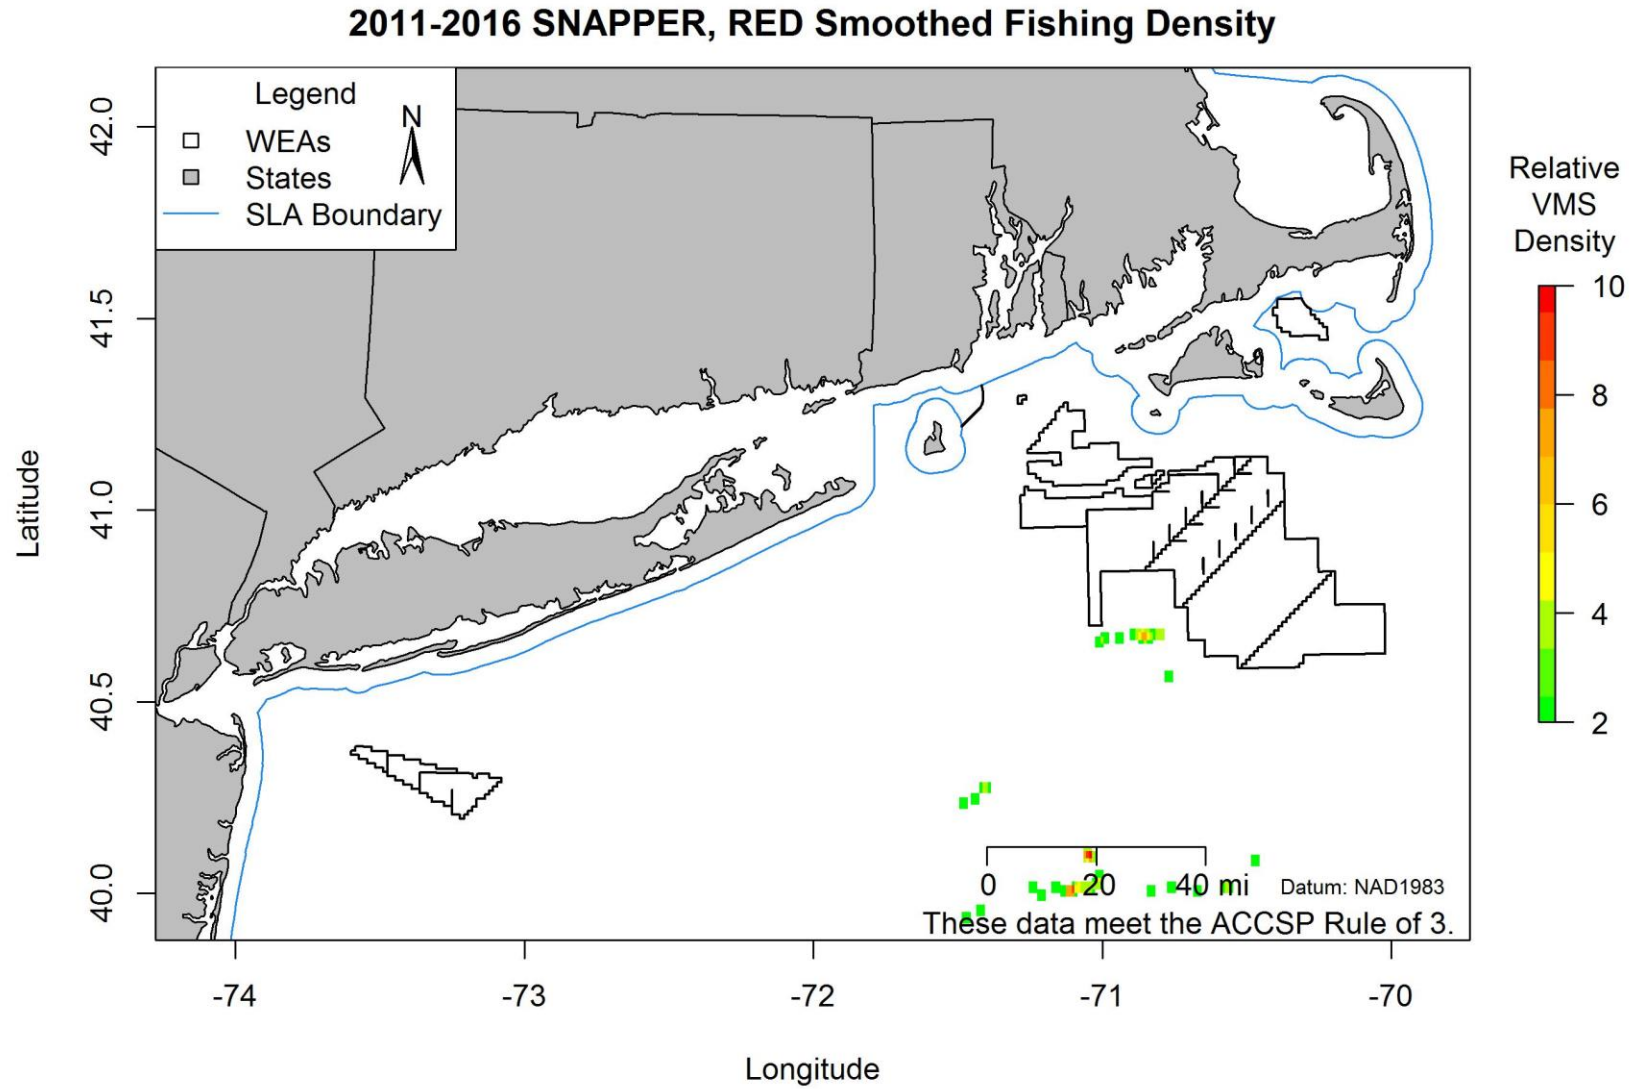 2011-2016 SNAPPER, RED Smoothed Fishing Density
Legend
N
WEAs
States
SLA Boundary
Relative
VMS
Density
10
8
6
4
2
Latitude
42.0
41.5
41.0
40.5
40.0
0 20 40 mi
Datum: NAD1983
These data meet the ACCSP Rule of 3.
-74 -73 -72 -71 -70
Longitude